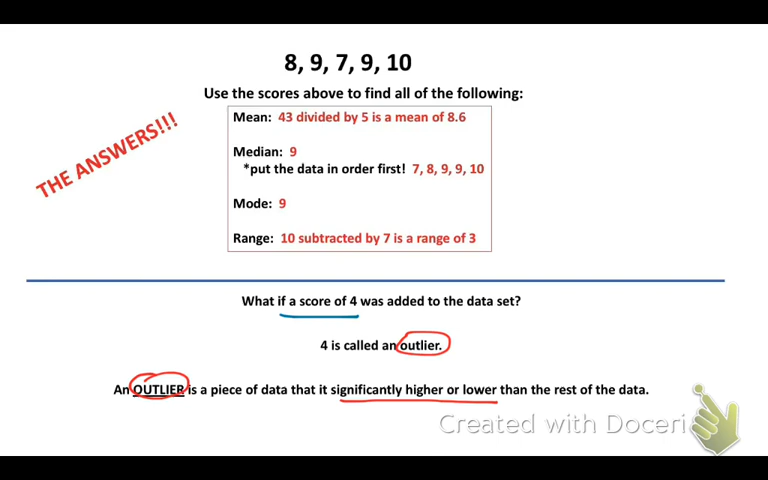 8, 9, 7, 9, 10
Use the scores above to find all of the following:
THE ANSWERS!!!
Mean: 43 divided by 5 is a mean of 8.6
Median: 9
*put the data in order first! 7, 8, 9, 9, 10
Mode: 9
Range: 10 subtracted by 7 is a range of 3
What if a score of 4 was added to the data set?
4 is called an outlier.
An OUTLIER is a piece of data that it significantly higher or lower than the rest of the data.
Created with Doceri